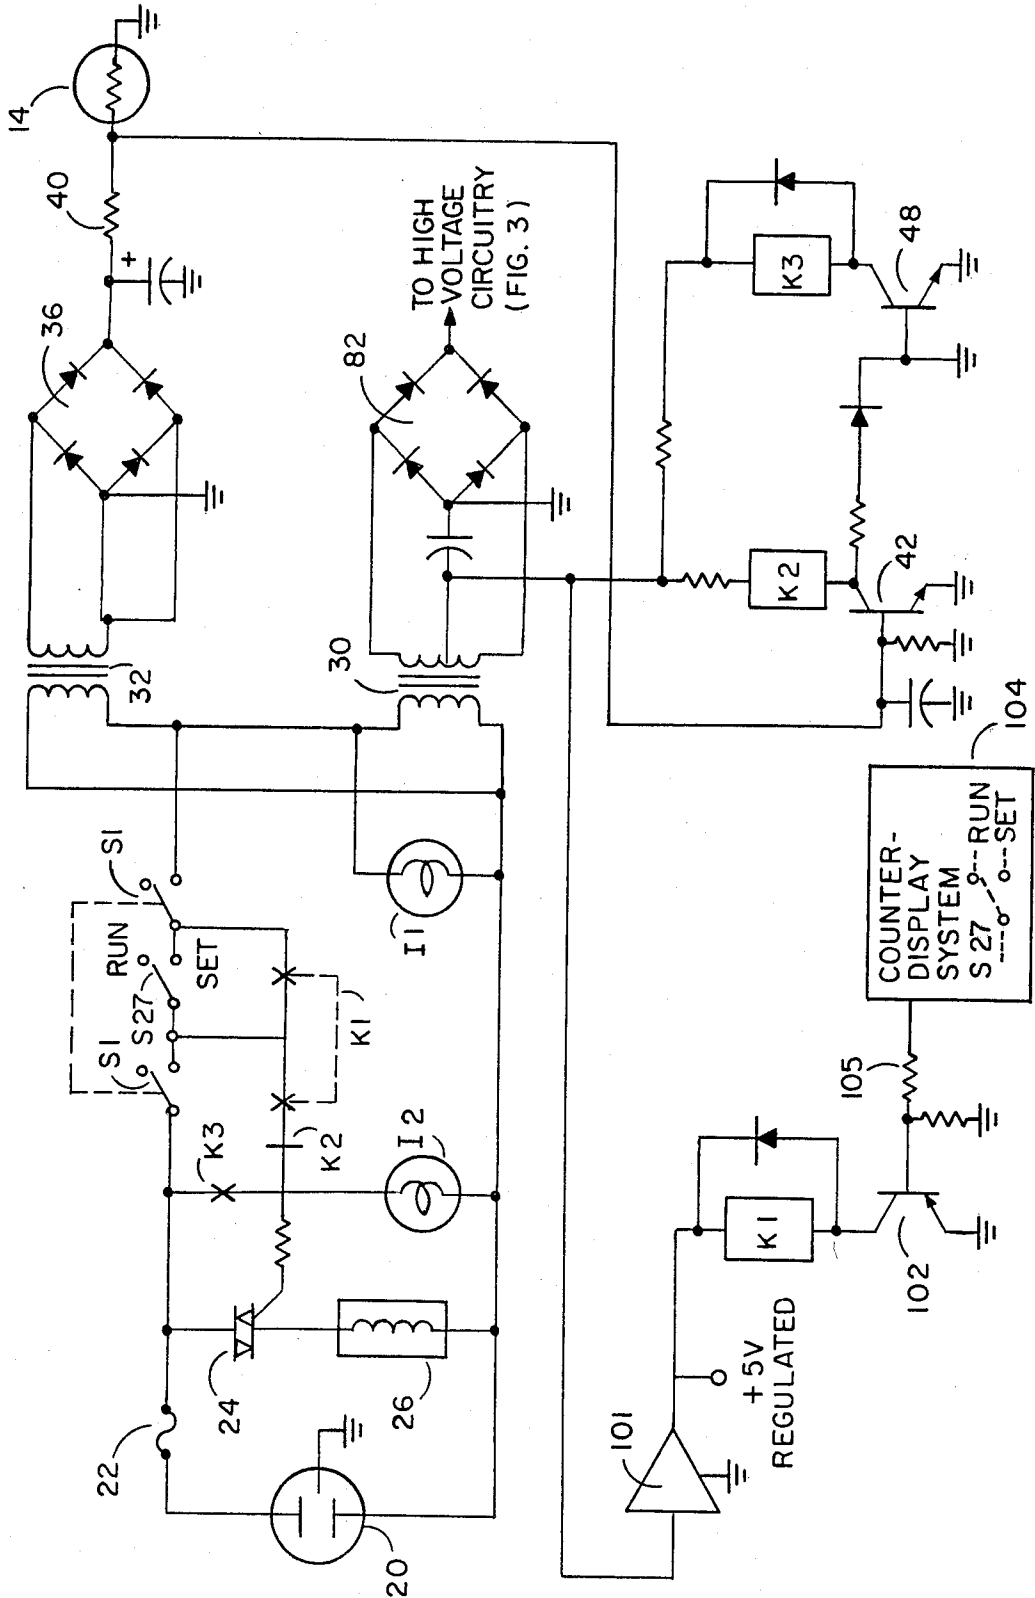 14
40
36
+
32
TO HIGH
VOLTAGE
CIRCUITRY
(FIG. 3)
82
30
S1
RUN
SET
S27
S1
K1
K3
K2
I1
I2
22
24
26
20
K3
48
K2
42
104
COUNTER-
DISPLAY
SYSTEM
S27
RUN
SET
105
K1
102
+5V
REGULATED
101